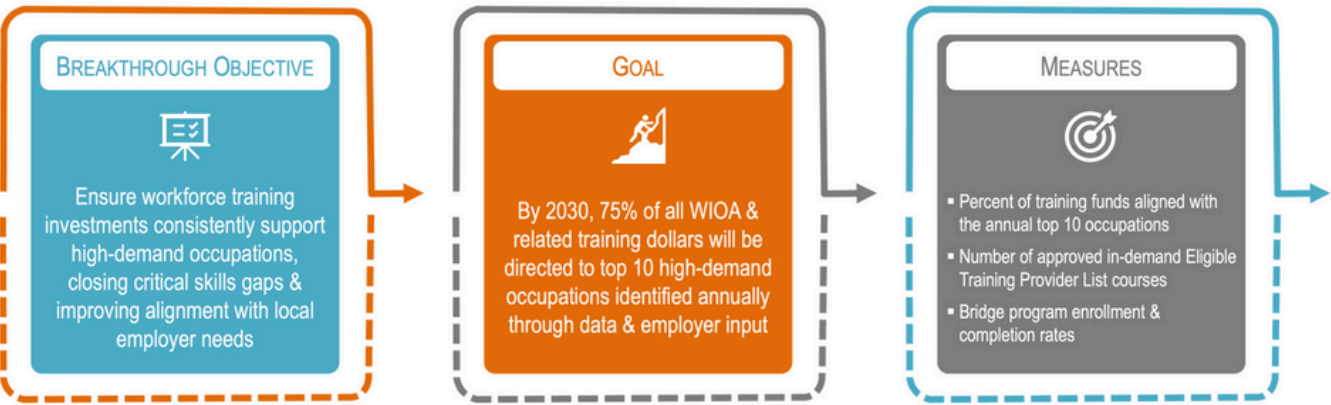 BREAKTHROUGH OBJECTIVE
Ensure workforce training
investments consistently support
high-demand occupations,
closing critical skills gaps &
improving alignment with local
employer needs
GOAL
By 2030, 75% of all WIOA &
related training dollars will be
directed to top 10 high-demand
occupations identified annually
through data & employer input
MEASURES
▪ Percent of training funds aligned with
the annual top 10 occupations
▪ Number of approved in-demand Eligible
Training Provider List courses
▪ Bridge program enrollment &
completion rates